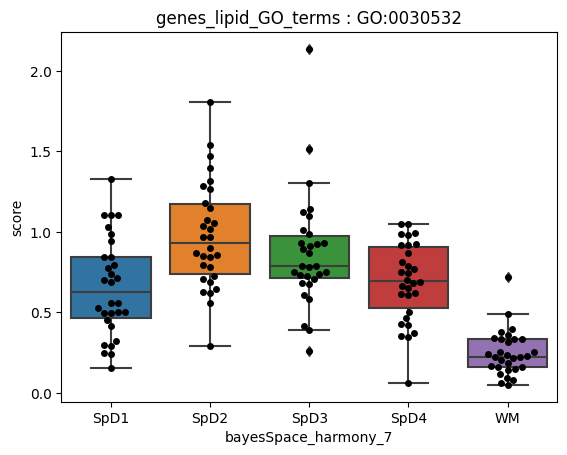 genes_lipid_GO_terms : GO:0030532
2.0
1.5
1.0
0.5
0.0
score
SpD1 SpD2 SpD3 SpD4 WM
bayesSpace_harmony_7